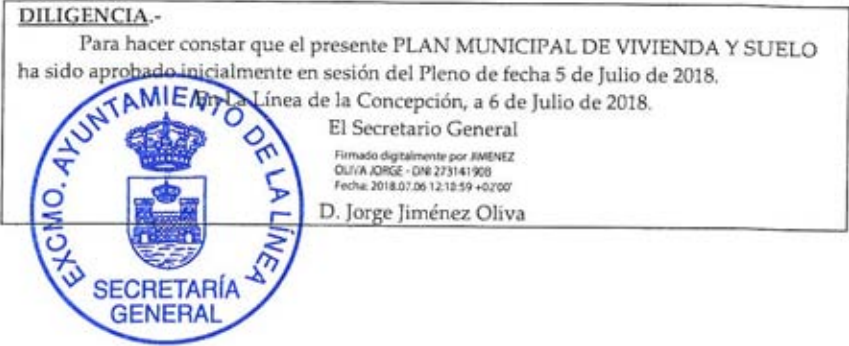 DILIGENCIA.-
Para hacer constar que el presente PLAN MUNICIPAL DE VIVIENDA Y SUELO
ha sido aprobado inicialmente en sesión del Pleno de fecha 5 de Julio de 2018.
En La Línea de la Concepción, a 6 de Julio de 2018.
El Secretario General
Firmado digitalmente por JIMENEZ
OLIVA JORGE - DNI 27314190B
Fecha: 2018.07.06 12:18:59 +02'00'
D. Jorge Jiménez Oliva
EXCMO. AYUNTAMIENTO DE LA LÍNEA
SECRETARÍA
GENERAL